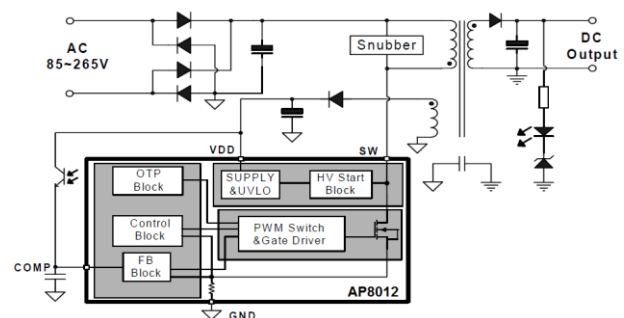 AC
85~265V
Snubber
DC
Output
VDD
SW
OTP
Block
SUPPLY
&UVLO
HV Start
Block
Control
Block
PWM Switch
&Gate Driver
COMP
FB
Block
AP8012
GND